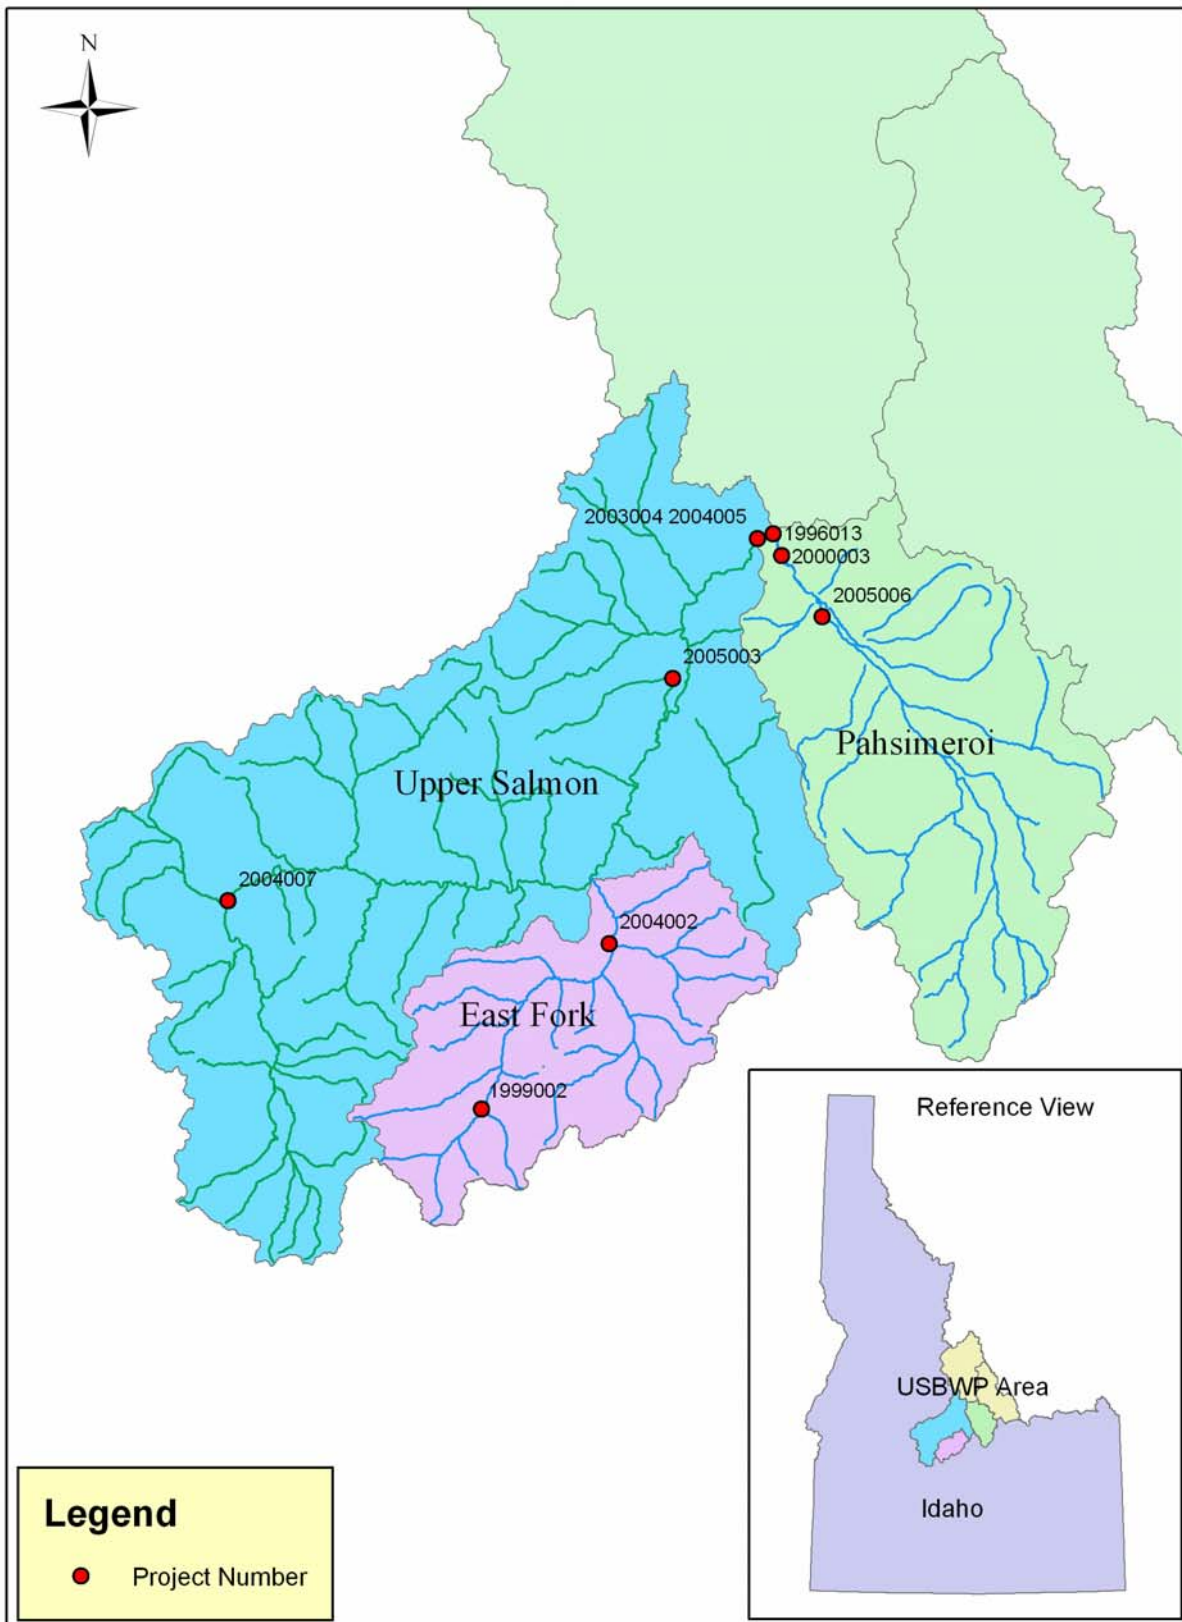 N
2003004 2004005
1996013
2000003
2005006
2005003
Pahsimeroi
Upper Salmon
2004007
2004002
East Fork
1999002
Reference View
USBWP Area
Idaho
Legend
Project Number